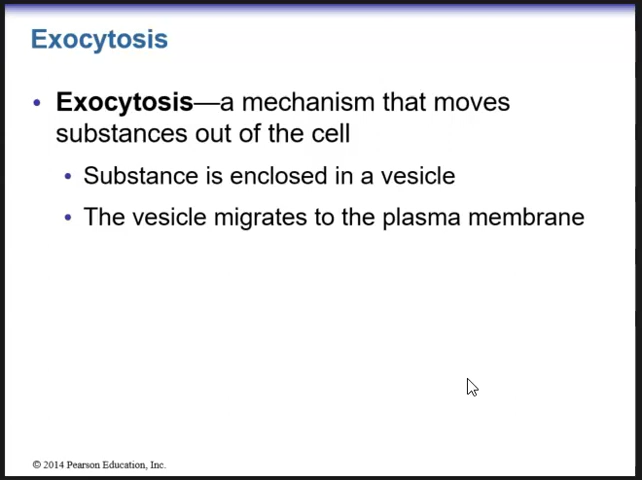 Exocytosis
• Exocytosis—a mechanism that moves
substances out of the cell
• Substance is enclosed in a vesicle
• The vesicle migrates to the plasma membrane
© 2014 Pearson Education, Inc.